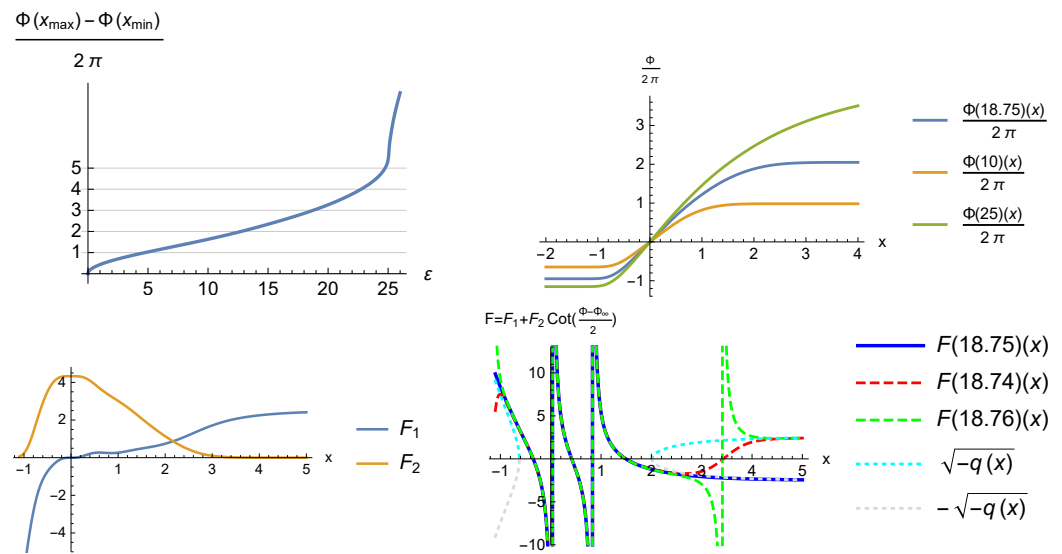 Φ(x_max) − Φ(x_min)
2 π
5
4
3
2
1
5 10 15 20 25 ε
Φ
2 π
3
2
1
−1
−2 −1 1 2 3 4 x
Φ(18.75)(x)
2 π
Φ(10)(x)
2 π
Φ(25)(x)
2 π
4
2
−2
−4
−1 1 2 3 4 5 x
F₁
F₂
F=F₁+F₂ Cot(Φ−Φ∞/2)
10
5
−5
−10
−1 1 2 3 4 5 x
F(18.75)(x)
F(18.74)(x)
F(18.76)(x)
√−q (x)
− √−q (x)